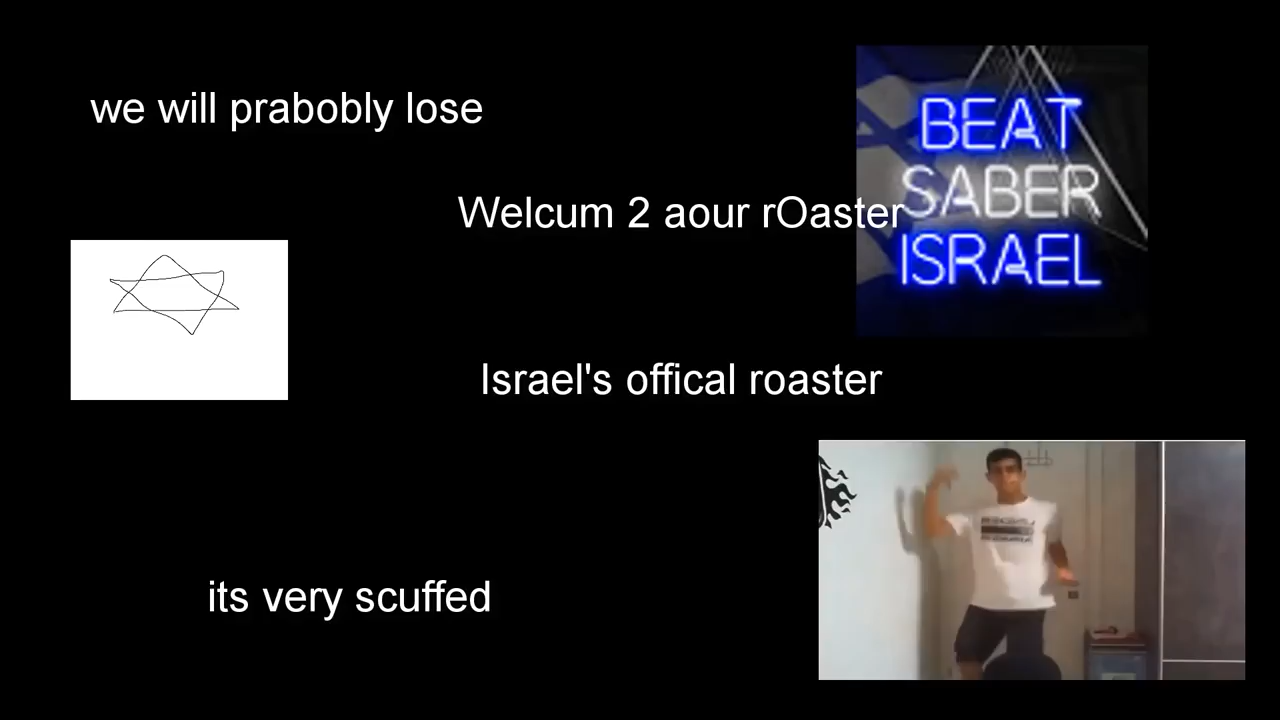 we will prabobly lose
BEAT
SABER
ISRAEL
Welcum 2 aour rOaster
Israel's offical roaster
its very scuffed